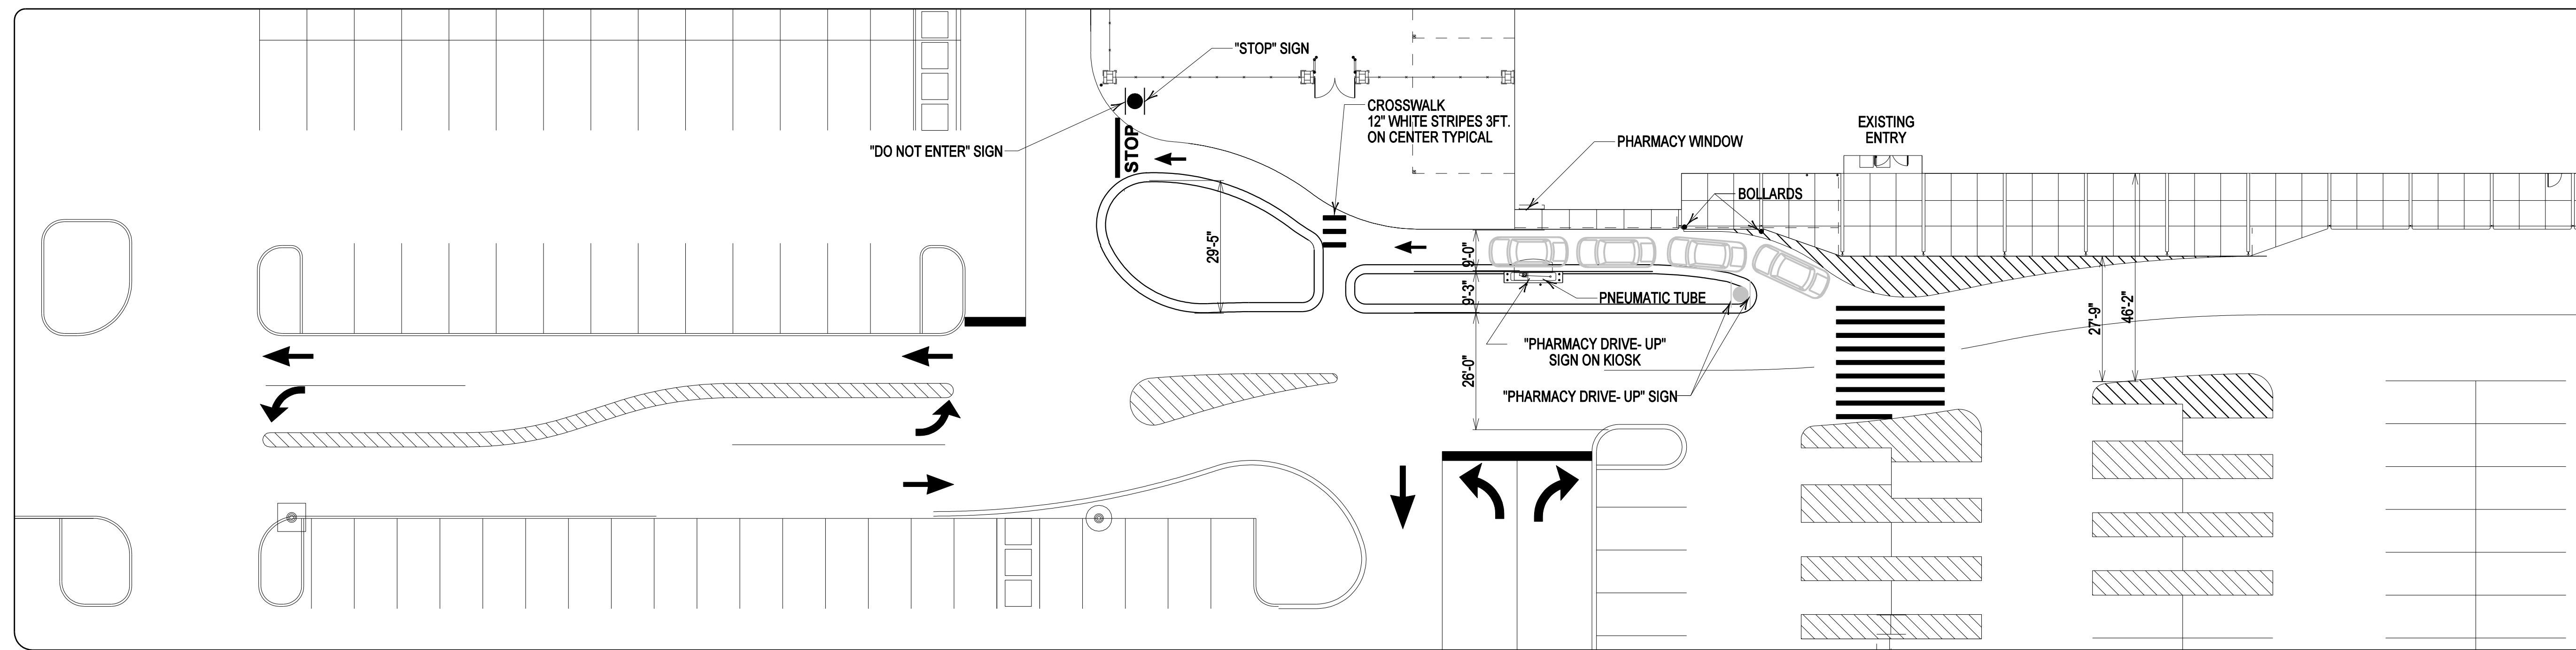 "STOP" SIGN
CROSSWALK
12" WHITE STRIPES 3FT.
ON CENTER TYPICAL
EXISTING
ENTRY
STOP
"DO NOT ENTER" SIGN
PHARMACY WINDOW
BOLLARDS
29'-5"
9'-0"
9'-3"
PNEUMATIC TUBE
27'-9"
46'-2"
"PHARMACY DRIVE- UP"
SIGN ON KIOSK
26'-0"
"PHARMACY DRIVE- UP" SIGN